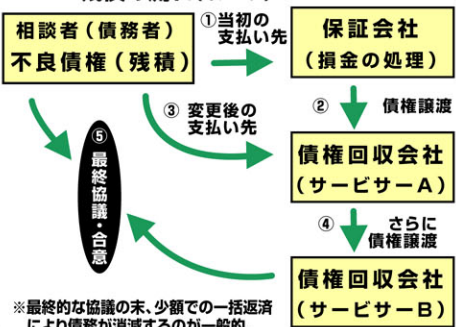 相談者（債務者）
不良債権（残積）
①当初の
支払い先
保証会社
（損金の処理）
②
債権譲渡
③ 変更後の
支払い先
債権回収会社
（サービサーA）
④
さらに
債権譲渡
⑤最終協議・合意
債権回収会社
（サービサーB）
※最終的な協議の末、少額での一括返済
により債務が消滅するのが一般的